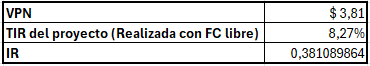 VPN $ 3,81
TIR del proyecto (Realizada con FC libre) 8,27%
IR 0,381089864